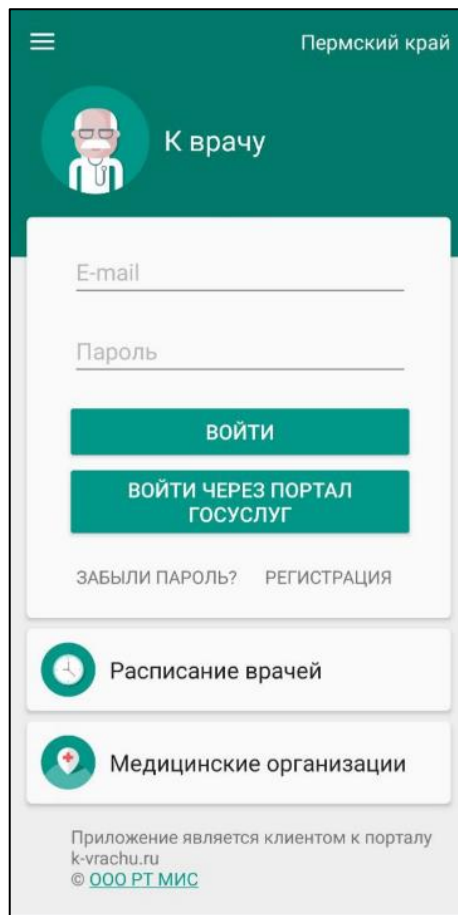 Пермский край
К врачу
E-mail
Пароль
ВОЙТИ
ВОЙТИ ЧЕРЕЗ ПОРТАЛ
ГОСУСЛУГ
ЗАБЫЛИ ПАРОЛЬ? РЕГИСТРАЦИЯ
Расписание врачей
Медицинские организации
Приложение является клиентом к порталу
k-vrachu.ru
© ООО РТ МИС